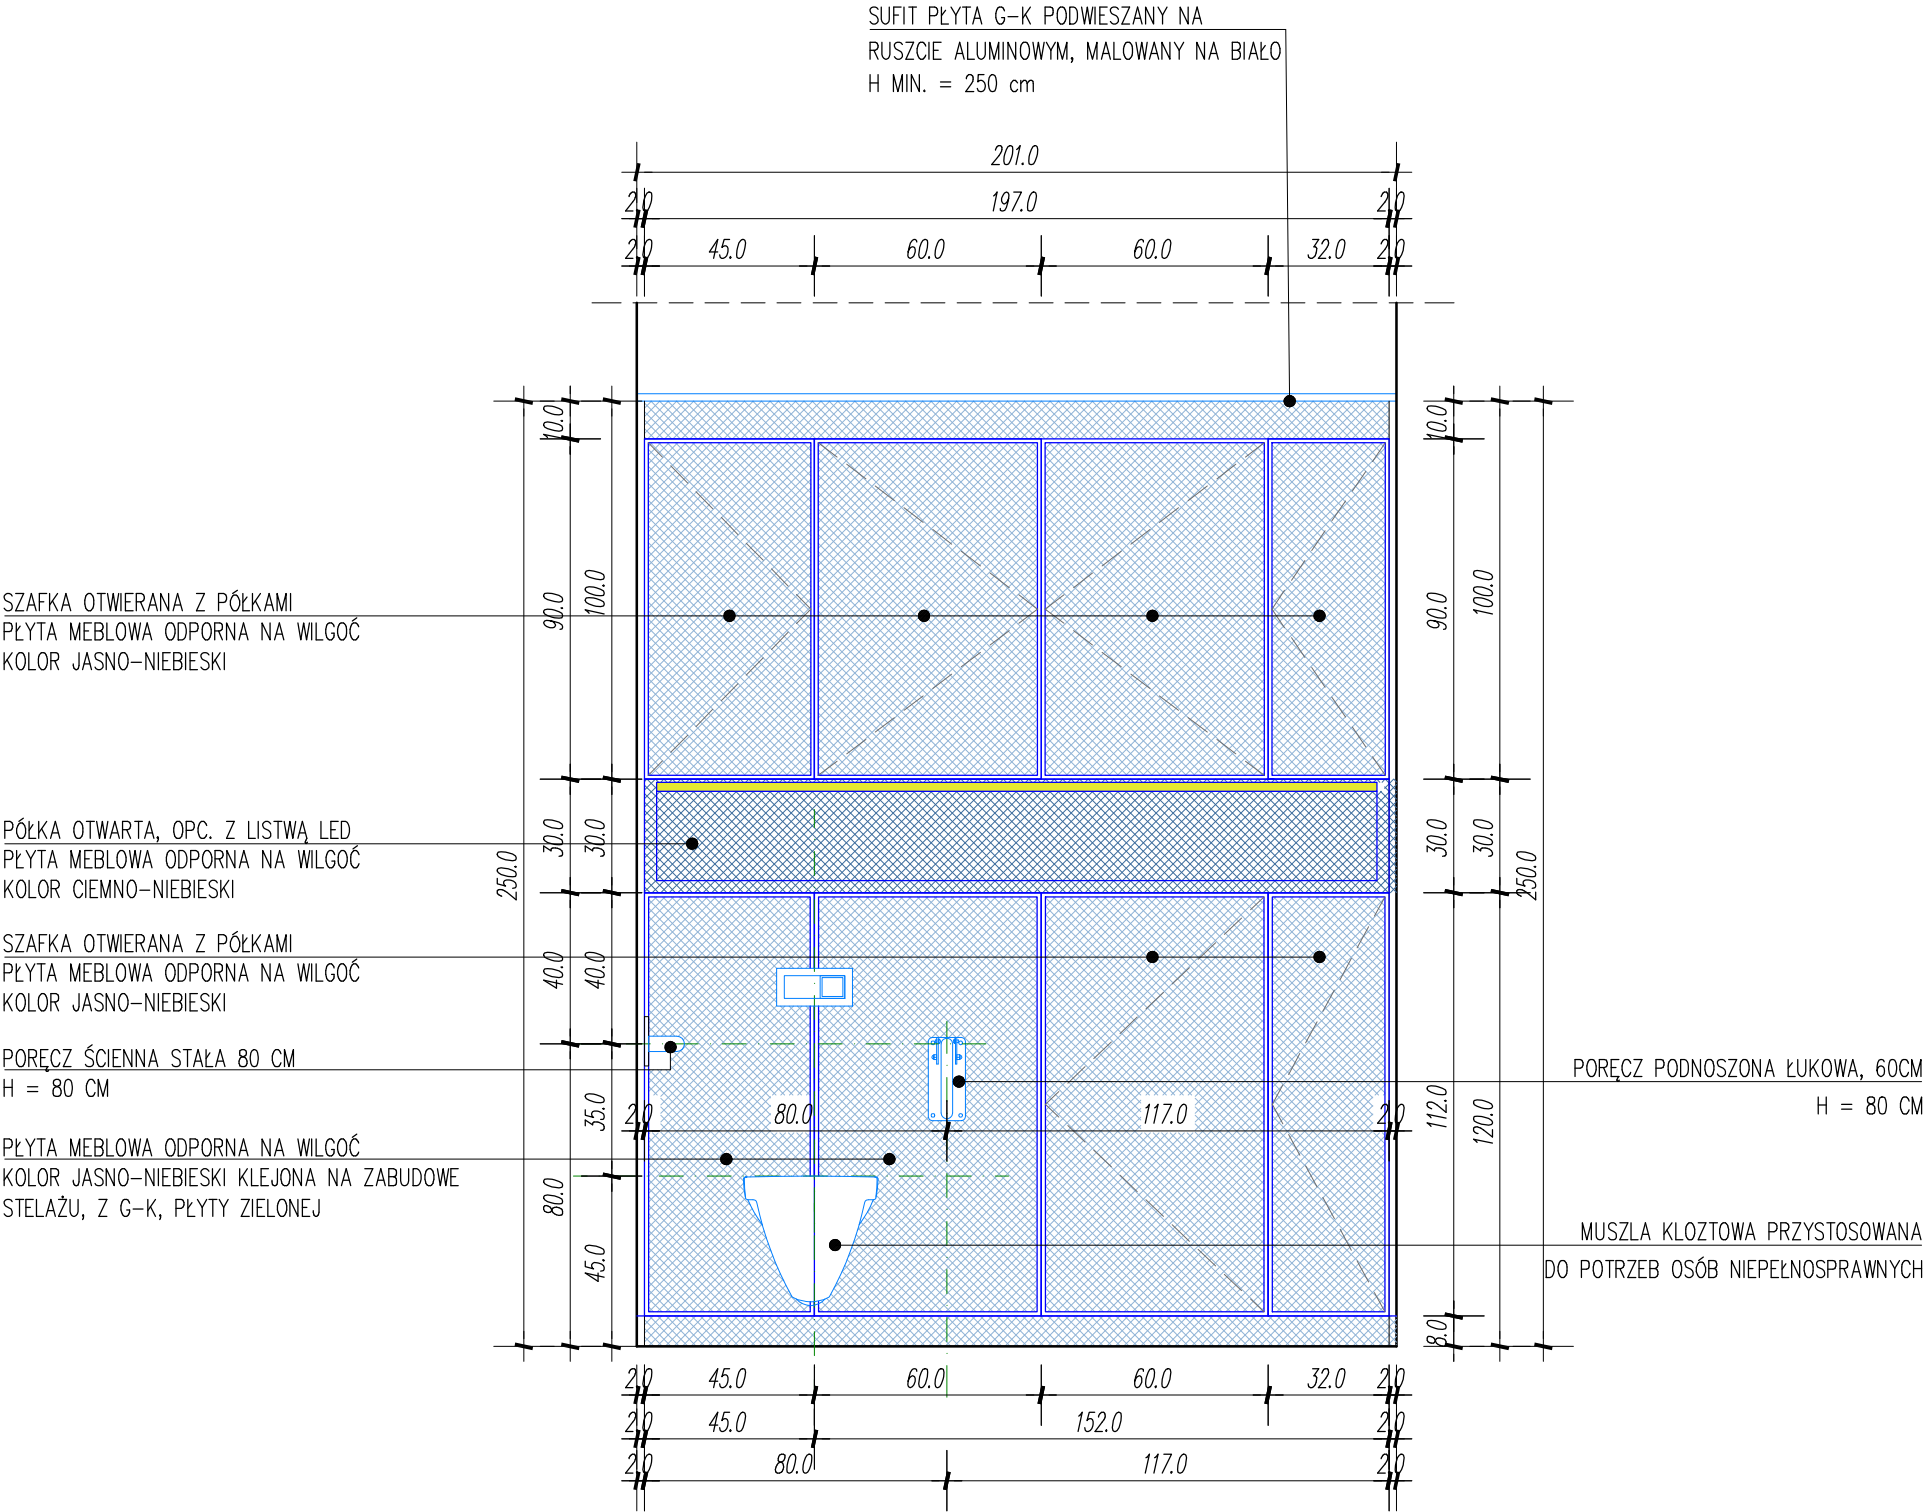 SUFIT PŁYTA G-K PODWIESZANY NA
RUSZCIE ALUMINOWYM, MALOWANY NA BIAŁO
H MIN. = 250 cm
201.0
2.0 197.0 2.0
2.0 45.0 60.0 60.0 32.0 2.0
10.0
90.0
100.0
30.0
30.0
250.0
40.0
40.0
35.0
80.0
45.0
SZAFKA OTWIERANA Z PÓŁKAMI
PŁYTA MEBLOWA ODPORNA NA WILGOĆ
KOLOR JASNO-NIEBIESKI
PÓŁKA OTWARTA, OPC. Z LISTWĄ LED
PŁYTA MEBLOWA ODPORNA NA WILGOĆ
KOLOR CIEMNO-NIEBIESKI
SZAFKA OTWIERANA Z PÓŁKAMI
PŁYTA MEBLOWA ODPORNA NA WILGOĆ
KOLOR JASNO-NIEBIESKI
PORĘCZ ŚCIENNA STAŁA 80 CM
H = 80 CM
PŁYTA MEBLOWA ODPORNA NA WILGOĆ
KOLOR JASNO-NIEBIESKI KLEJONA NA ZABUDOWE
STELAŻU, Z G-K, PŁYTY ZIELONEJ
2.0 80.0 117.0 2.0
10.0
90.0
100.0
30.0
30.0
250.0
112.0
120.0
8.0
PORĘCZ PODNOSZONA ŁUKOWA, 60CM
H = 80 CM
MUSZLA KLOZTOWA PRZYSTOSOWANA
DO POTRZEB OSÓB NIEPEŁNOSPRAWNYCH
2.0 45.0 60.0 60.0 32.0 2.0
2.0 45.0 152.0 2.0
2.0 80.0 117.0 2.0